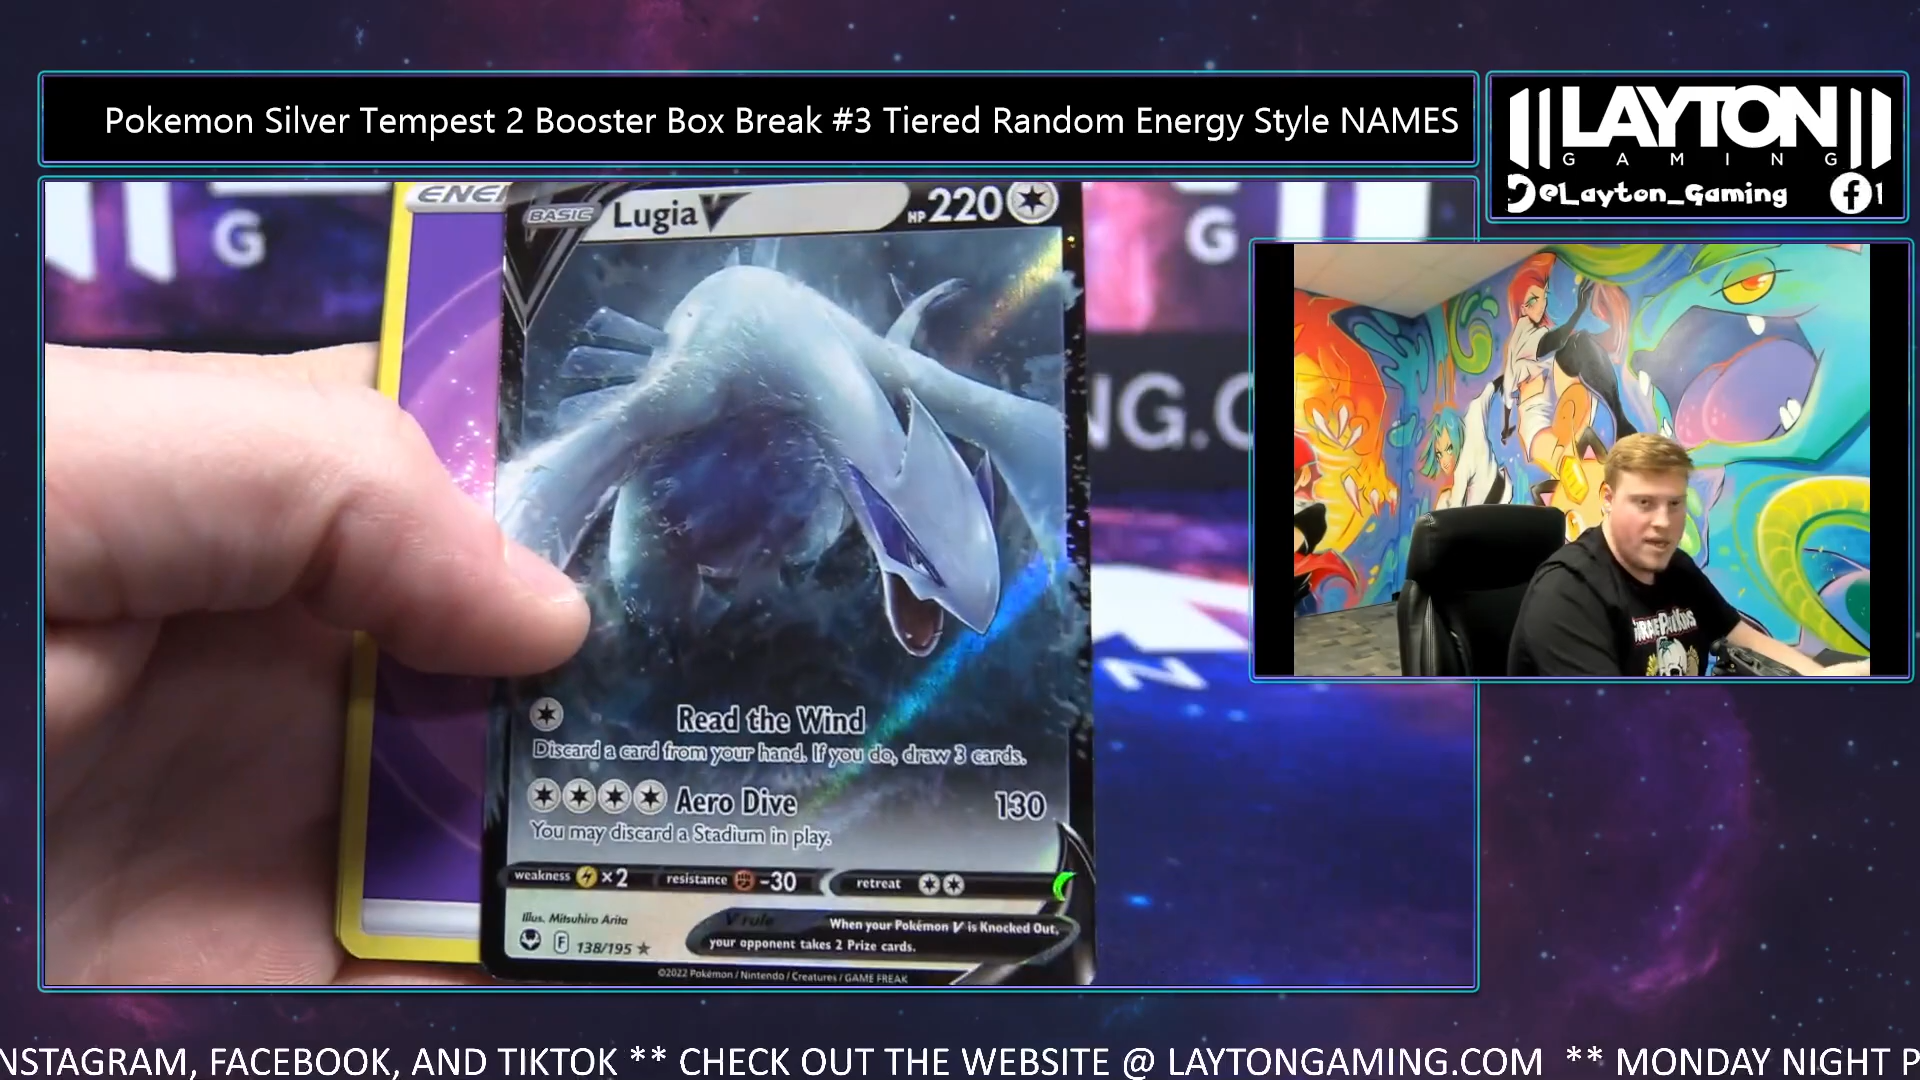 Pokemon Silver Tempest 2 Booster Box Break #3 Tiered Random Energy Style NAMES
LAYTON
GAMING
@Layton_Gaming
G
ENE
BASIC
Lugia V
HP 220
G
NG.C
N
Read the Wind
Discard a card from your hand. If you do, draw 3 cards.
Aero Dive 130
You may discard a Stadium in play.
weakness ×2 resistance -30 retreat
Illus. Mitsuhiro Arita
F 138/195
V rule When your Pokémon V is Knocked Out,
your opponent takes 2 Prize cards.
©2022 Pokémon / Nintendo / Creatures / GAME FREAK
NSTAGRAM, FACEBOOK, AND TIKTOK ** CHECK OUT THE WEBSITE @ LAYTONGAMING.COM ** MONDAY NIGHT P